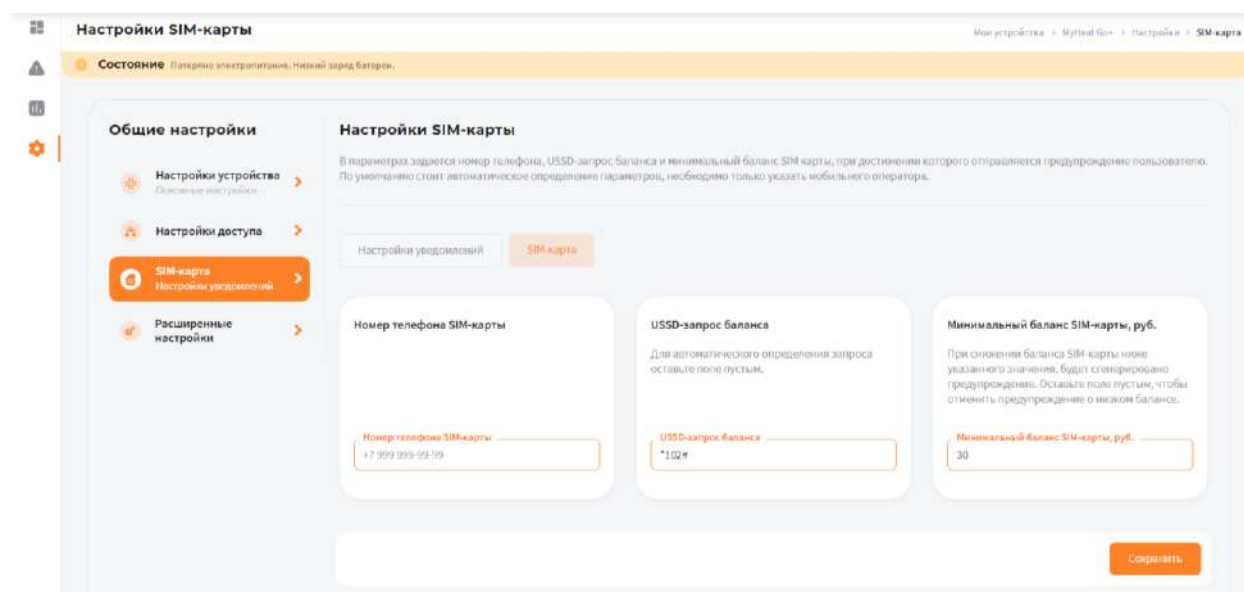 Настройки SIM-карты
Мои устройства > MyHeat Go+ > Настройки > SIM-карта
Состояние Потеряно электропитание. Низкий заряд батареи.
Общие настройки
Настройки устройства
Основные настройки
Настройки доступа
SIM-карта
Настройки уведомлений
Расширенные
настройки
Настройки SIM-карты
В параметрах задается номер телефона, USSD-запрос баланса и минимальный баланс SIM карты, при достижении которого отправляется предупреждение пользователю.
По умолчанию стоит автоматическое определение параметров, необходимо только указать мобильного оператора.
Настройки уведомлений
SIM-карта
Номер телефона SIM-карты
Номер телефона SIM-карты
+7 999 999-99-99
USSD-запрос баланса
Для автоматического определения запроса
оставьте поле пустым.
USSD-запрос баланса
*102#
Минимальный баланс SIM-карты, руб.
При снижении баланса SIM-карты ниже
указанного значения, будет сгенерировано
предупреждение. Оставьте поле пустым, чтобы
отменить предупреждение о низком балансе.
Минимальный баланс SIM-карты, руб.
30
Сохранить